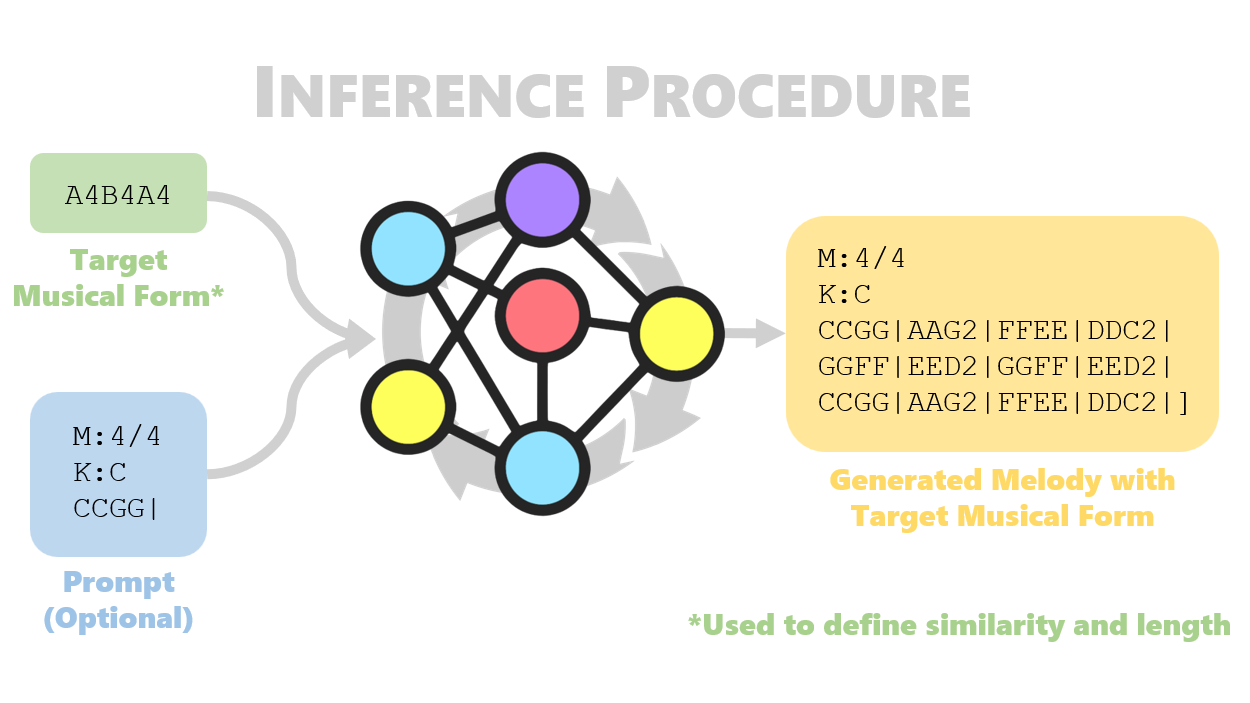 INFERENCE PROCEDURE
A4B4A4
Target
Musical Form*
M:4/4
K:C
CCGG|
Prompt
(Optional)
M:4/4
K:C
CCGG|AAG2|FFEE|DDC2|
GGFF|EED2|GGFF|EED2|
CCGG|AAG2|FFEE|DDC2|]
Generated Melody with
Target Musical Form
*Used to define similarity and length